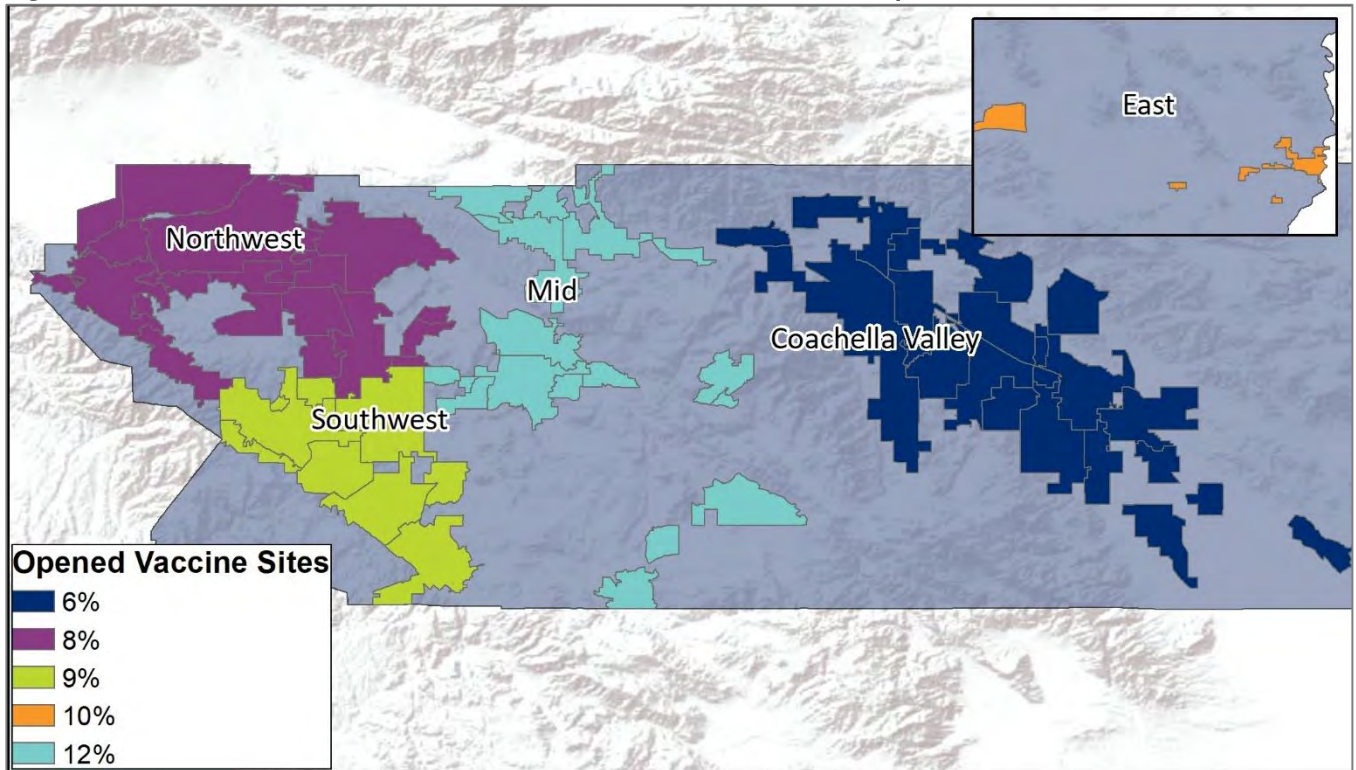 East
Northwest
Mid
Coachella Valley
Southwest
Opened Vaccine Sites
6%
8%
9%
10%
12%